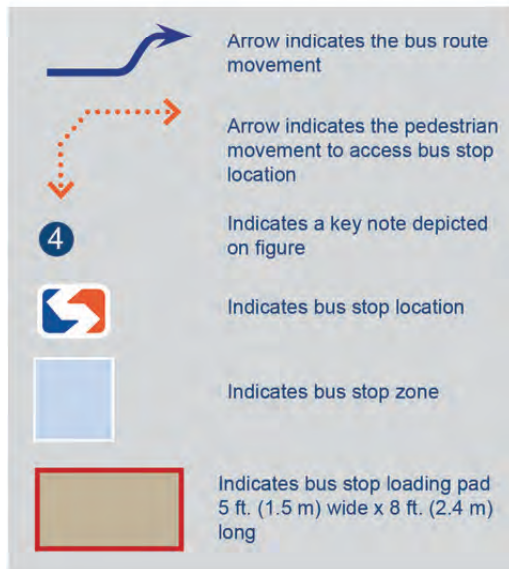 Arrow indicates the bus route
movement
Arrow indicates the pedestrian
movement to access bus stop
location
4
Indicates a key note depicted
on figure
Indicates bus stop location
Indicates bus stop zone
Indicates bus stop loading pad
5 ft. (1.5 m) wide x 8 ft. (2.4 m)
long